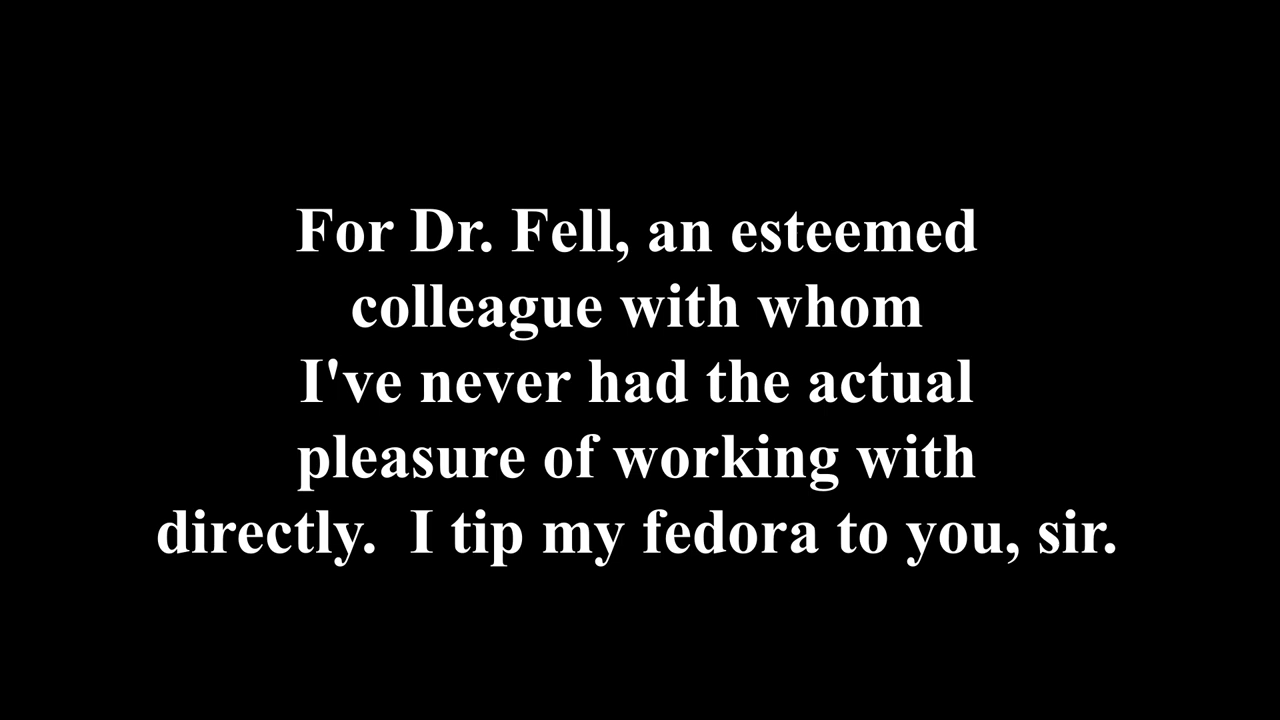 For Dr. Fell, an esteemed
colleague with whom
I've never had the actual
pleasure of working with
directly.  I tip my fedora to you, sir.